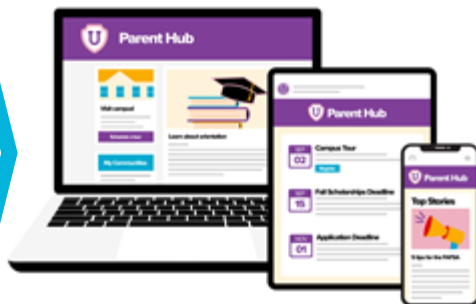 U Parent Hub
Visit campus!
Schedule a tour
My Communities
Learn about orientation
U Parent Hub
SEP
02
Campus Tour
Register
SEP
15
Fall Scholarships Deadline
NOV
01
Application Deadline
Parent Hub
Top Stories
5 tips for the FAFSA